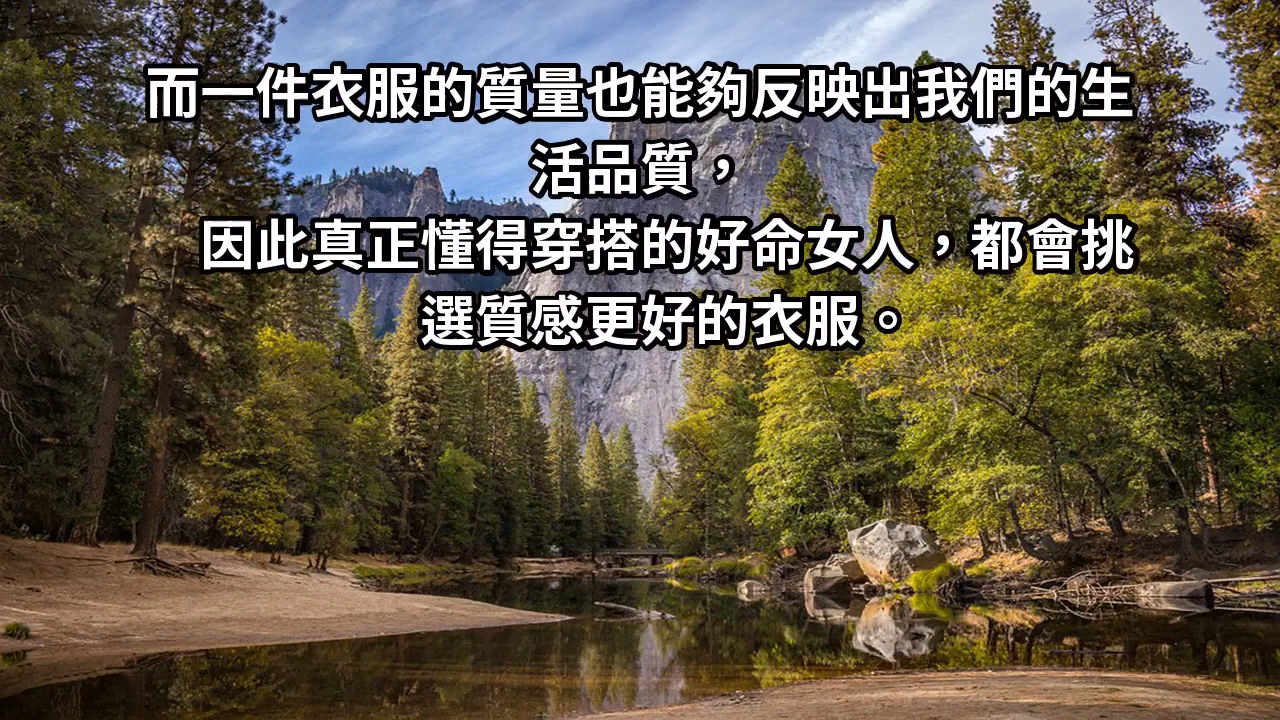 而一件衣服的質量也能夠反映出我們的生
活品質，
因此真正懂得穿搭的好命女人，都會挑
選質感更好的衣服。